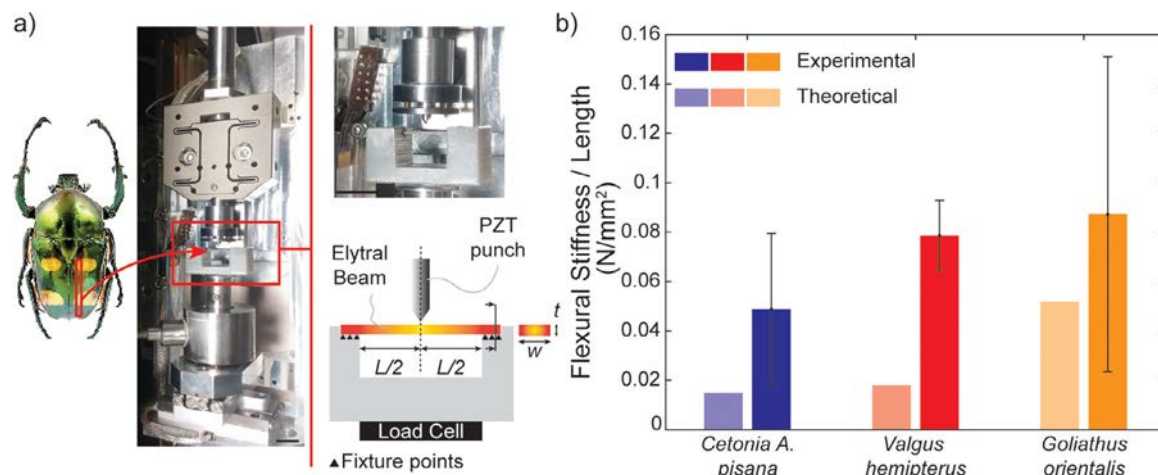 a)
Elytral
Beam
PZT
punch
t
w
L/2
L/2
Load Cell
▲Fixture points
b)
Flexural Stiffness / Length
(N/mm²)
0.16
0.14
0.12
0.1
0.08
0.06
0.04
0.02
0
Experimental
Theoretical
Cetonia A.
pisana
Valgus
hemipterus
Goliathus
orientalis